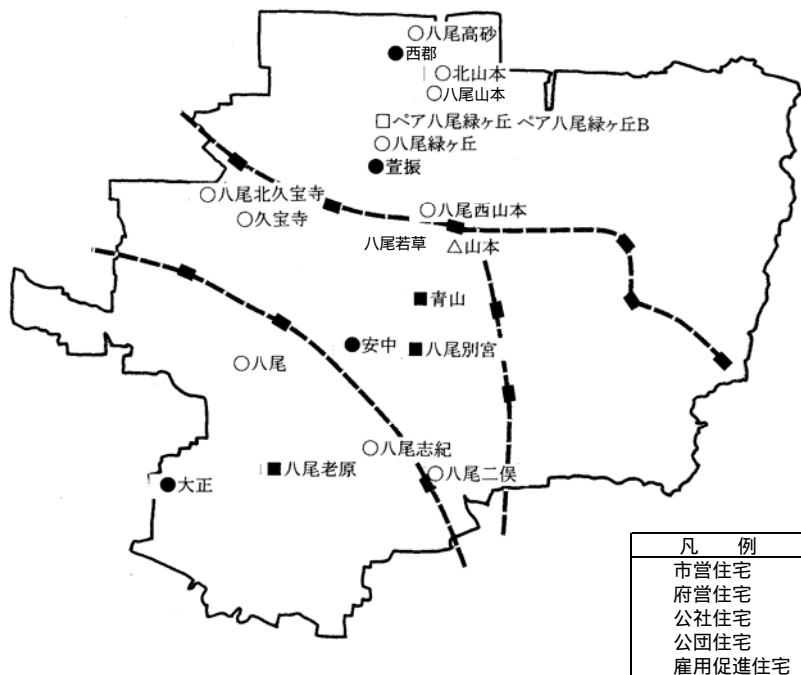 八尾高砂
西郡
北山本
八尾山本
ペア八尾緑ヶ丘 ペア八尾緑ヶ丘B
八尾緑ヶ丘
萱振
八尾北久宝寺
八尾西山本
久宝寺
八尾若草
山本
青山
安中
八尾別宮
八尾
八尾志紀
八尾老原
八尾二俣
大正
凡 例
市営住宅
府営住宅
公社住宅
公団住宅
雇用促進住宅